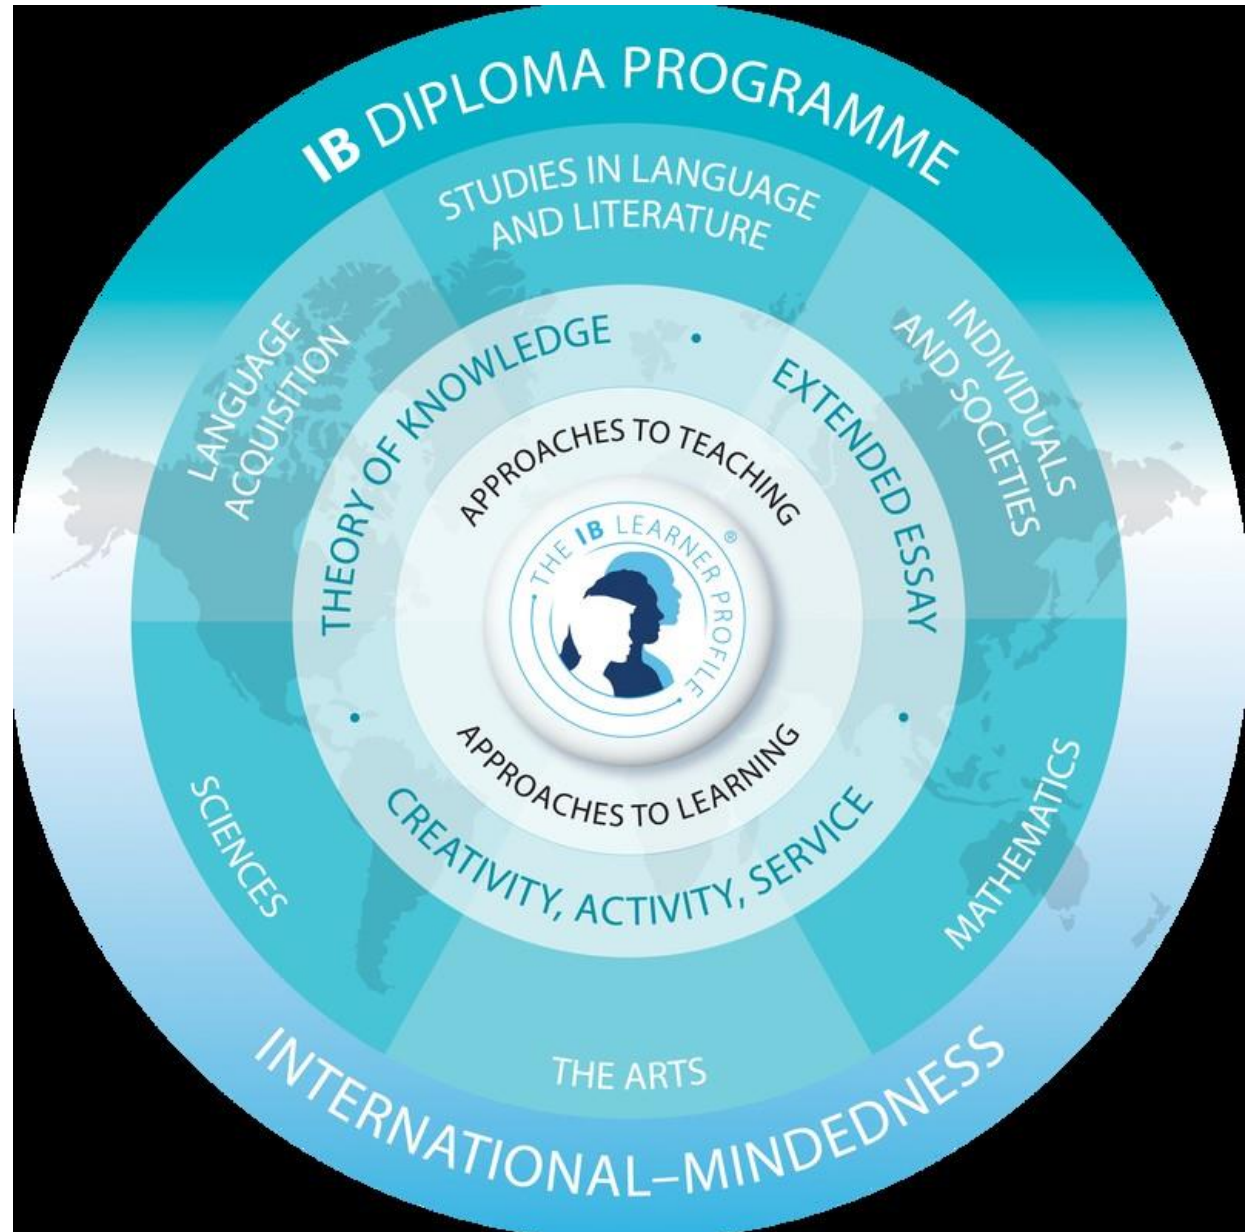 IB DIPLOMA PROGRAMME
STUDIES IN LANGUAGE
AND LITERATURE
LANGUAGE
ACQUISITION
INDIVIDUALS
AND SOCIETIES
THEORY OF KNOWLEDGE
•
EXTENDED ESSAY
APPROACHES TO TEACHING
THE IB LEARNER PROFILE ®
APPROACHES TO LEARNING
•
CREATIVITY, ACTIVITY, SERVICE
•
SCIENCES
MATHEMATICS
THE ARTS
INTERNATIONAL–MINDEDNESS